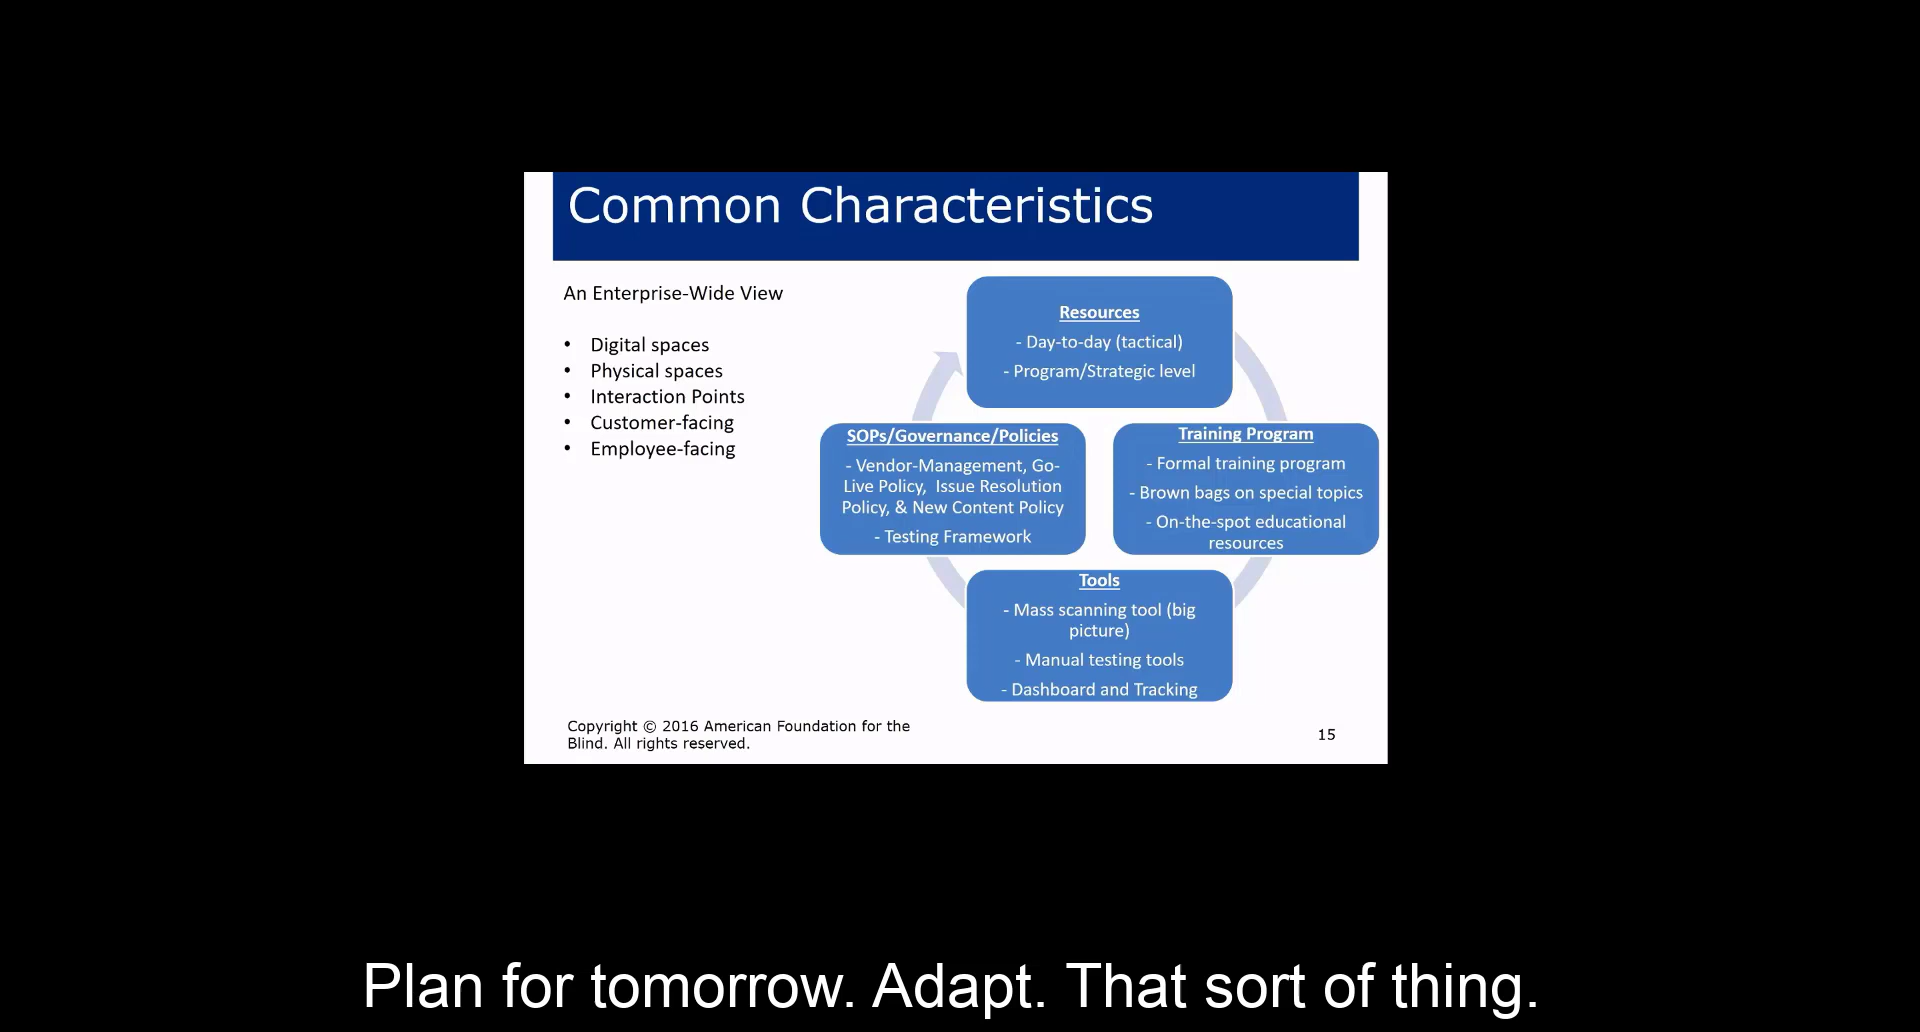 Common Characteristics
An Enterprise-Wide View
• Digital spaces
• Physical spaces
• Interaction Points
• Customer-facing
• Employee-facing
Resources
- Day-to-day (tactical)
- Program/Strategic level
SOPs/Governance/Policies
- Vendor-Management, Go-
Live Policy, Issue Resolution
Policy, & New Content Policy
- Testing Framework
Training Program
- Formal training program
- Brown bags on special topics
- On-the-spot educational
resources
Tools
- Mass scanning tool (big
picture)
- Manual testing tools
- Dashboard and Tracking
Copyright © 2016 American Foundation for the
Blind. All rights reserved.
15
Plan for tomorrow. Adapt. That sort of thing.